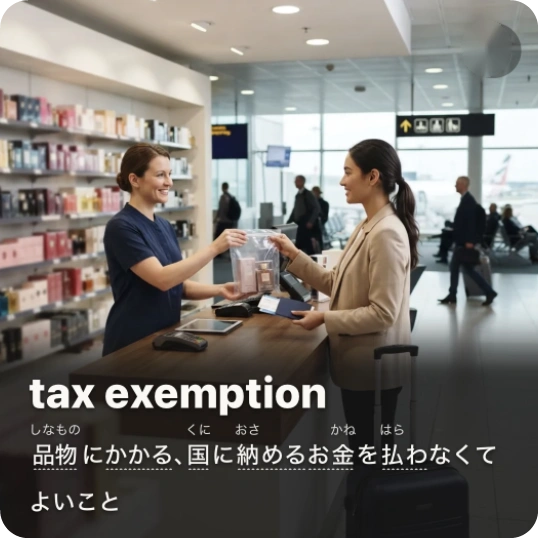 tax exemption
しなもの くに おさ かね はら
品物にかかる、国に納めるお金を払わなくて
よいこと